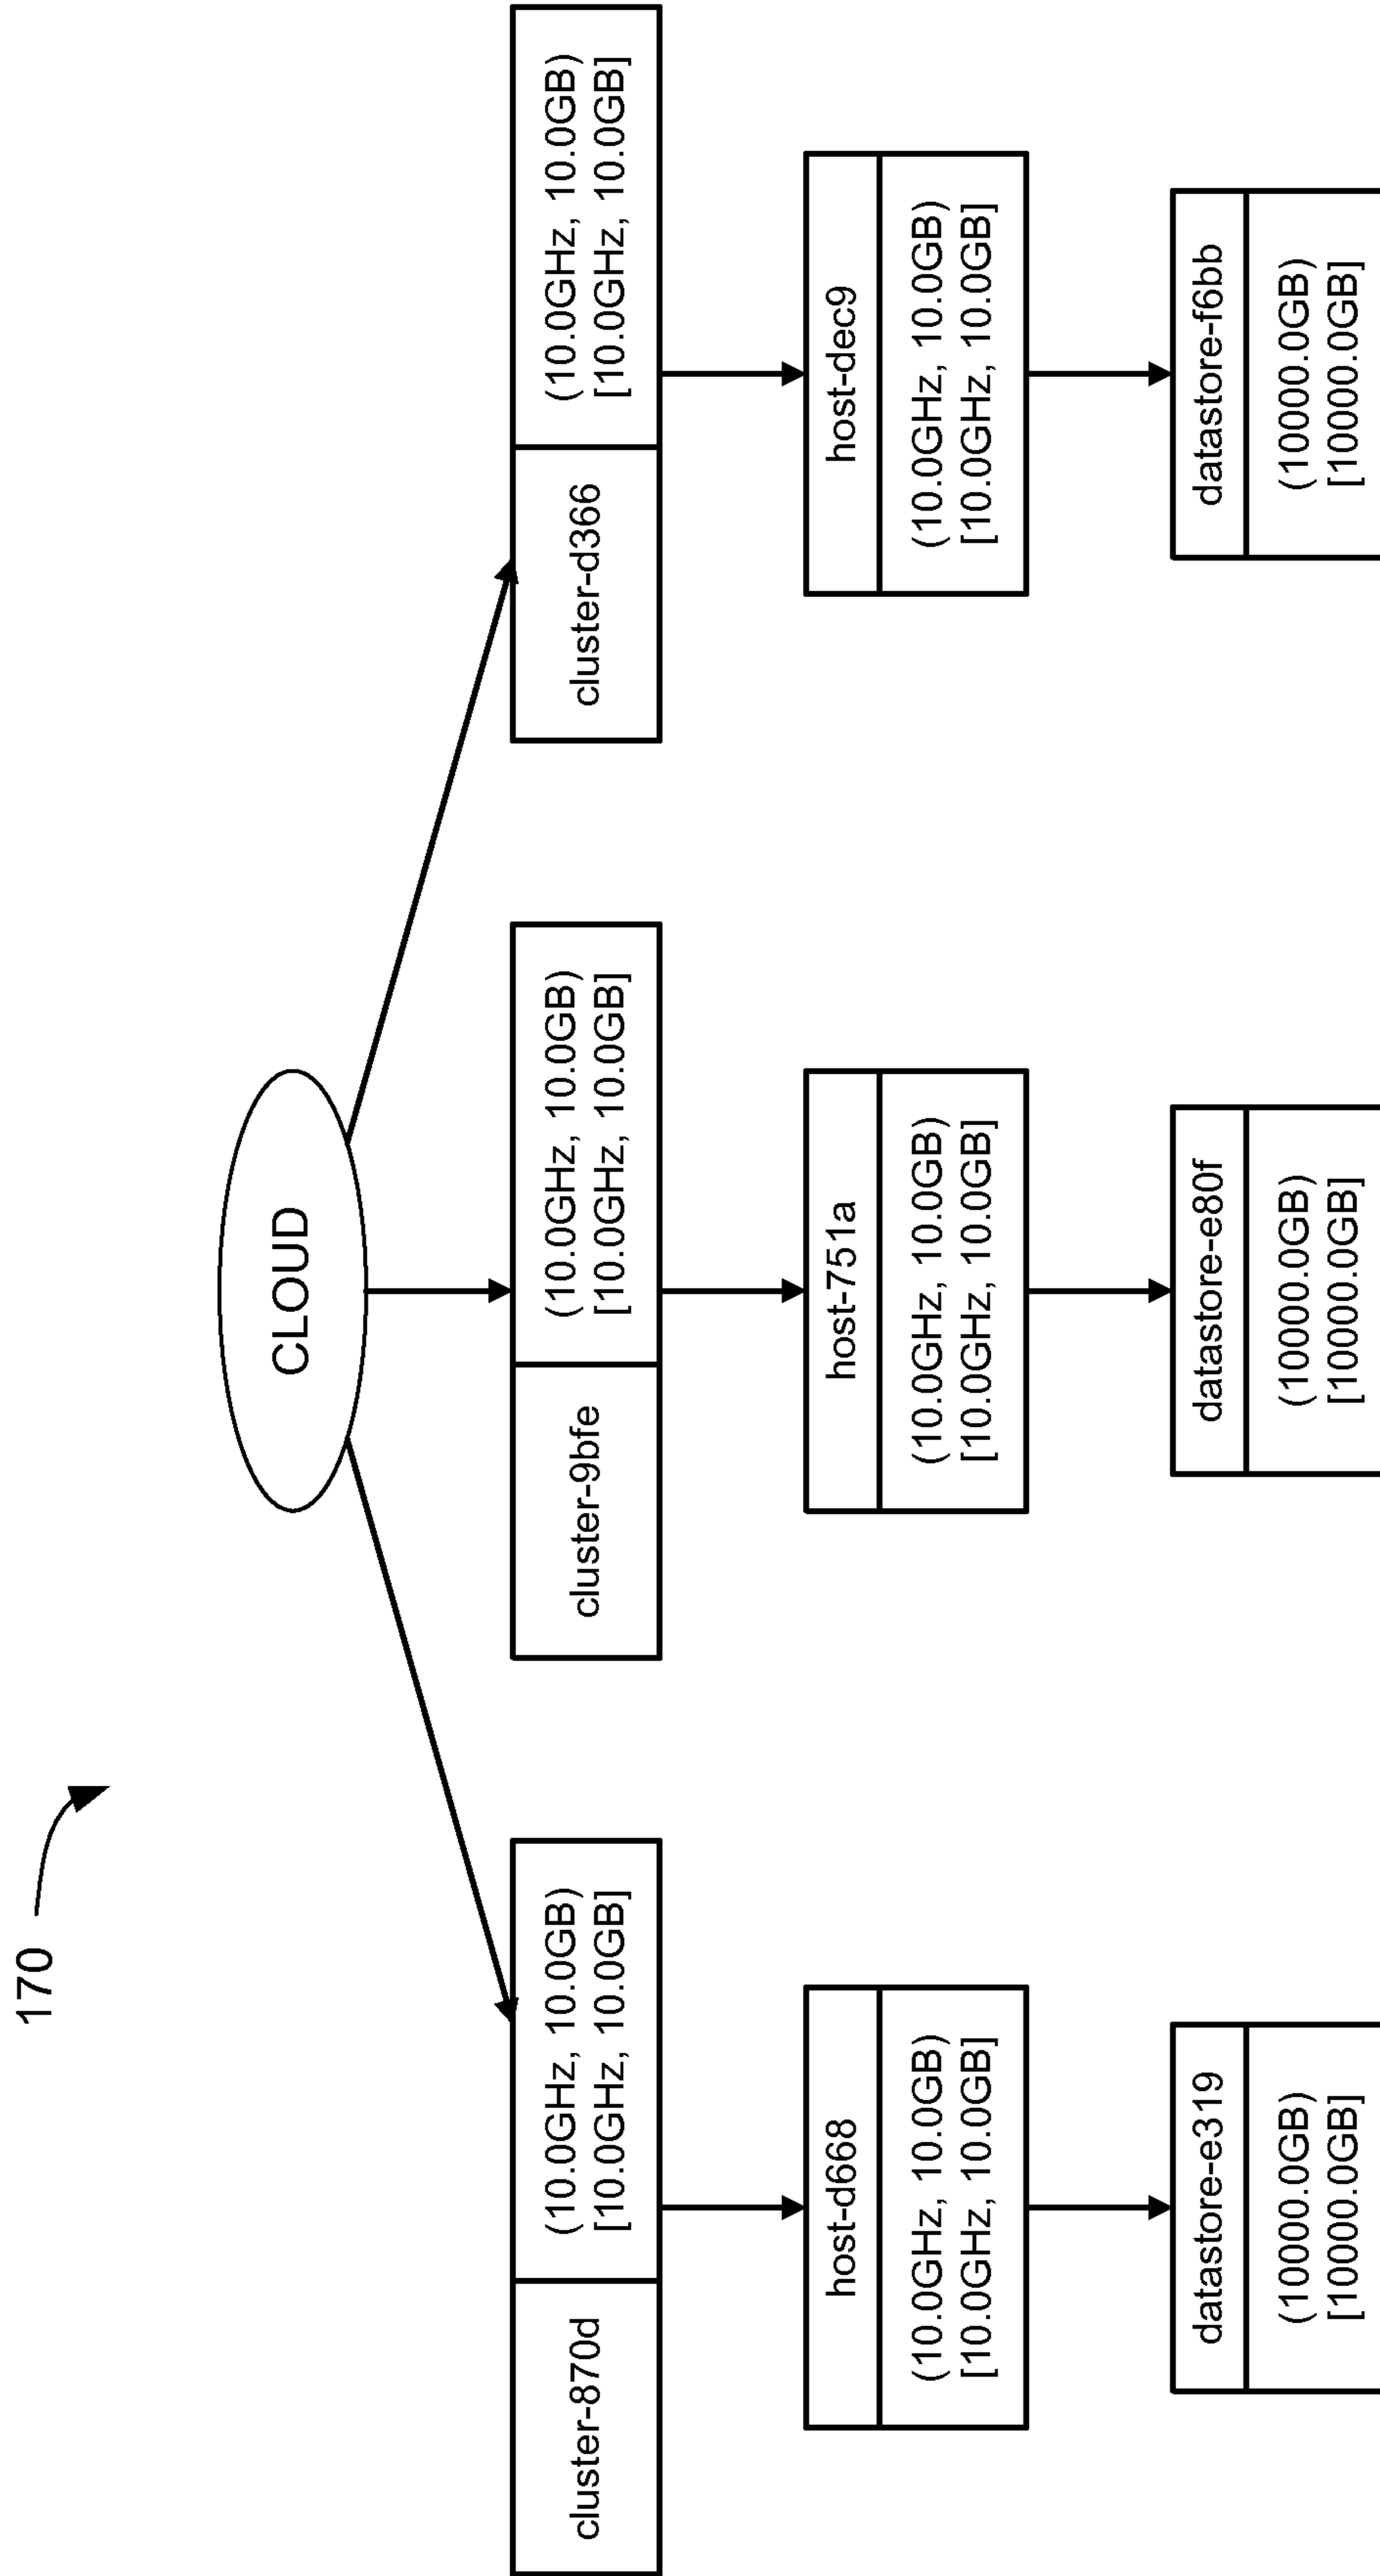 170
CLOUD
cluster-870d
(10.0GHz, 10.0GB)
[10.0GHz, 10.0GB]
cluster-9bfe
(10.0GHz, 10.0GB)
[10.0GHz, 10.0GB]
cluster-d366
(10.0GHz, 10.0GB)
[10.0GHz, 10.0GB]
host-d668
(10.0GHz, 10.0GB)
[10.0GHz, 10.0GB]
host-751a
(10.0GHz, 10.0GB)
[10.0GHz, 10.0GB]
host-dec9
(10.0GHz, 10.0GB)
[10.0GHz, 10.0GB]
datastore-e319
(10000.0GB)
[10000.0GB]
datastore-e80f
(10000.0GB)
[10000.0GB]
datastore-f6bb
(10000.0GB)
[10000.0GB]